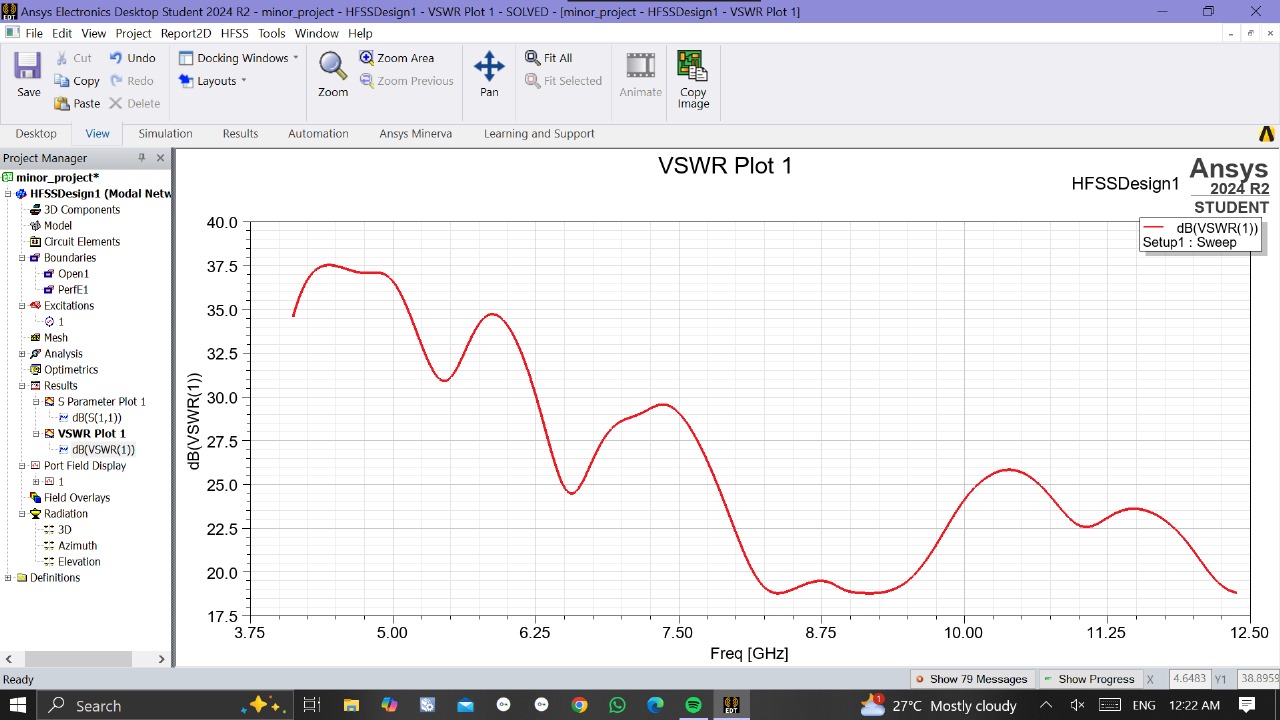 Ansys Electronics Desktop Student 2024 R2 - minor_project - HFSSDesign1 - VSWR Plot 1 - SOLVED - [minor_project - HFSSDesign1 - VSWR Plot 1]
File Edit View Project Report2D HFSS Tools Window Help
Save
Cut
Copy
Paste
Undo
Redo
Delete
Docking Windows
Layouts
Zoom
Zoom Area
Zoom Previous
Pan
Fit All
Fit Selected
Animate
Copy
Image
Desktop View Simulation Results Automation Ansys Minerva Learning and Support
Project Manager
minor_project*
HFSSDesign1 (Modal Netw
3D Components
Model
Circuit Elements
Boundaries
Open1
PerfE1
Excitations
1
Mesh
Analysis
Optimetrics
Results
S Parameter Plot 1
dB(S(1,1))
VSWR Plot 1
dB(VSWR(1))
Port Field Display
1
Field Overlays
Radiation
3D
Azimuth
Elevation
Definitions
VSWR Plot 1
HFSSDesign1
Ansys
2024 R2
STUDENT
dB(VSWR(1))
Setup1 : Sweep
dB(VSWR(1))
40.0
37.5
35.0
32.5
30.0
27.5
25.0
22.5
20.0
17.5
3.75 5.00 6.25 7.50 8.75 10.00 11.25 12.50
Freq [GHz]
Ready
Show 79 Messages Show Progress X 4.6483 Y1 38.8959
EDT
Search
EDT
1
27°C Mostly cloudy
ENG 12:22 AM